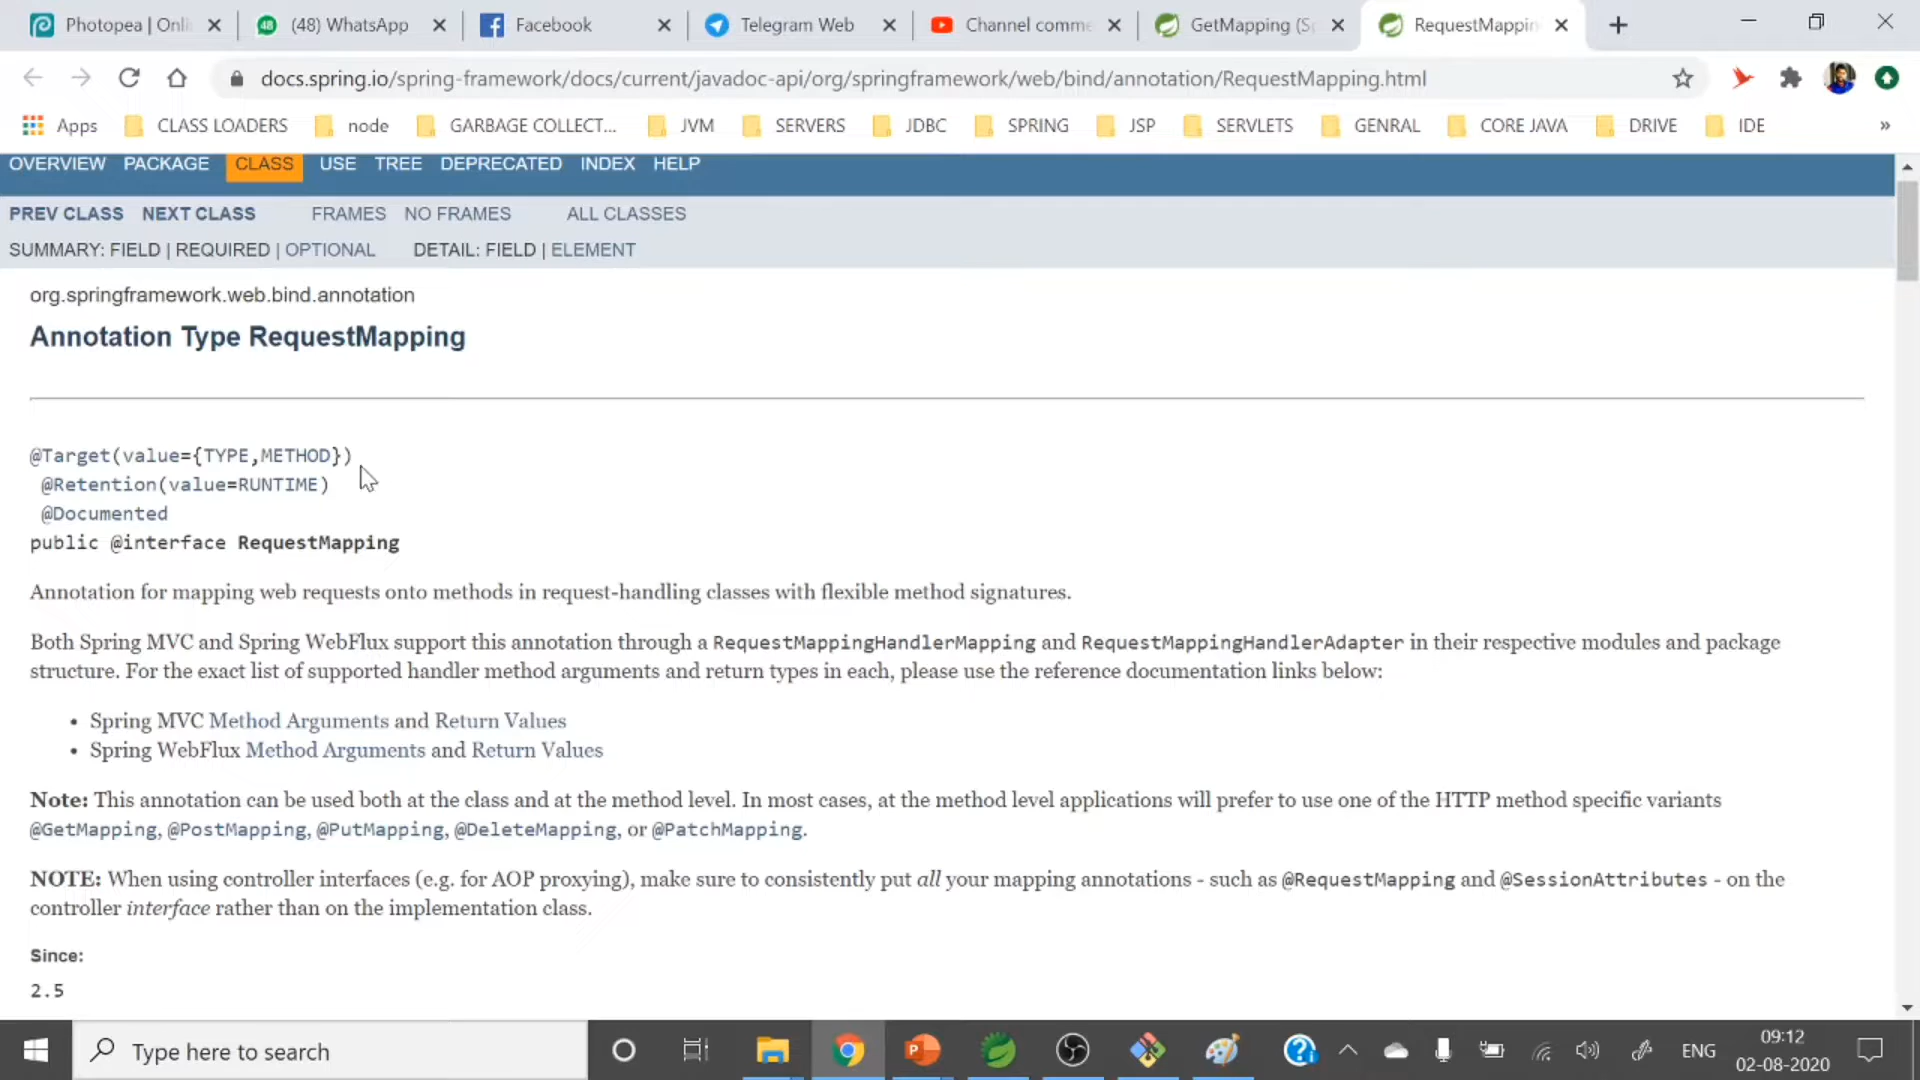 Photopea | Onli
(48) WhatsApp
Facebook
Telegram Web
Channel comme
GetMapping (Sp
RequestMappin
docs.spring.io/spring-framework/docs/current/javadoc-api/org/springframework/web/bind/annotation/RequestMapping.html
Apps CLASS LOADERS node GARBAGE COLLECT... JVM SERVERS JDBC SPRING JSP SERVLETS GENRAL CORE JAVA DRIVE IDE »
OVERVIEW PACKAGE CLASS USE TREE DEPRECATED INDEX HELP
PREV CLASS NEXT CLASS FRAMES NO FRAMES ALL CLASSES
SUMMARY: FIELD | REQUIRED | OPTIONAL DETAIL: FIELD | ELEMENT
org.springframework.web.bind.annotation
Annotation Type RequestMapping
@Target(value={TYPE,METHOD})
@Retention(value=RUNTIME)
@Documented
public @interface RequestMapping
Annotation for mapping web requests onto methods in request-handling classes with flexible method signatures.
Both Spring MVC and Spring WebFlux support this annotation through a RequestMappingHandlerMapping and RequestMappingHandlerAdapter in their respective modules and package
structure. For the exact list of supported handler method arguments and return types in each, please use the reference documentation links below:
• Spring MVC Method Arguments and Return Values
• Spring WebFlux Method Arguments and Return Values
Note: This annotation can be used both at the class and at the method level. In most cases, at the method level applications will prefer to use one of the HTTP method specific variants
@GetMapping, @PostMapping, @PutMapping, @DeleteMapping, or @PatchMapping.
NOTE: When using controller interfaces (e.g. for AOP proxying), make sure to consistently put all your mapping annotations - such as @RequestMapping and @SessionAttributes - on the
controller interface rather than on the implementation class.
Since:
2.5
Type here to search
ENG
09:12
02-08-2020